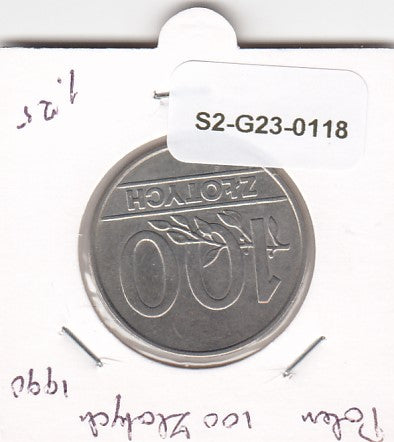 S2-G23-0118
100
ZŁOTYCH
Polen 100 Zlotych 1990
1.25